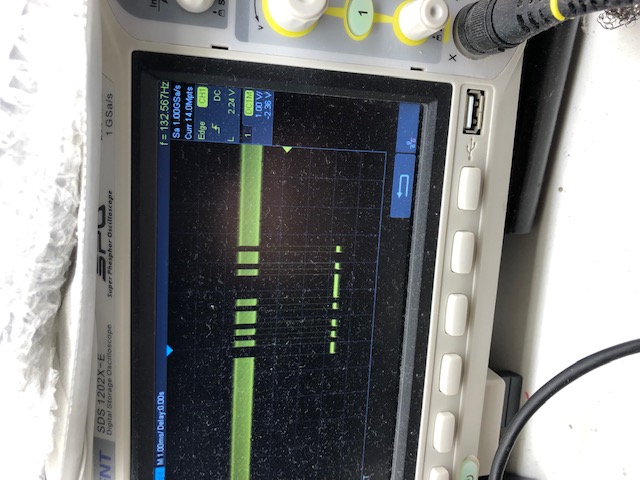 ENT SDS 1202X-E SPO
Digital Storage Oscilloscope Super Phosphor Oscilloscope 1 GSa/s
M 1.00ms/ Delay:0.00s f = 132.567Hz
Sa 1.00GSa/s
Curr 14.0Mpts
Edge CH1
DC
L 2.24 V
1 DC1M
1.00 V/
-2.36 V
V
1
X